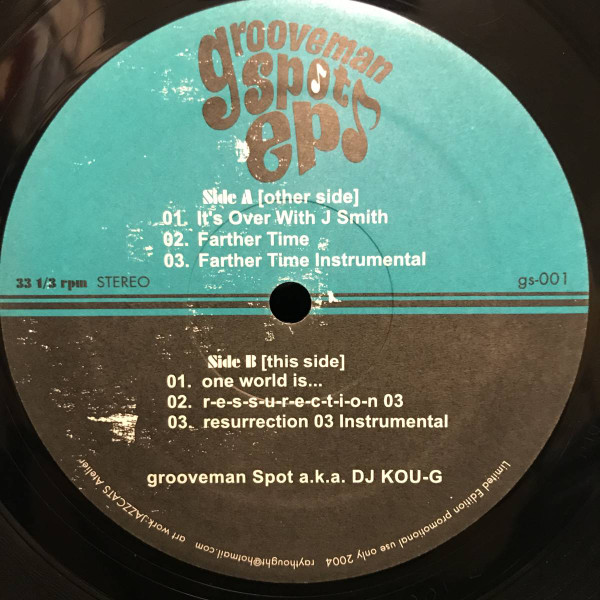 grooveman
spot
ep
Side A [other side]
01. It's Over With J Smith
02. Farther Time
03. Farther Time Instrumental
33 1/3 rpm STEREO
gs-001
Side B [this side]
01. one world is...
02. r-e-s-s-u-r-e-c-t-i-o-n 03
03. resurrection 03 Instrumental
grooveman Spot a.k.a. DJ KOU-G
Limited Edition promotional use only 2004 raythought@hotmail.com art work:JAZZCATS Atelier